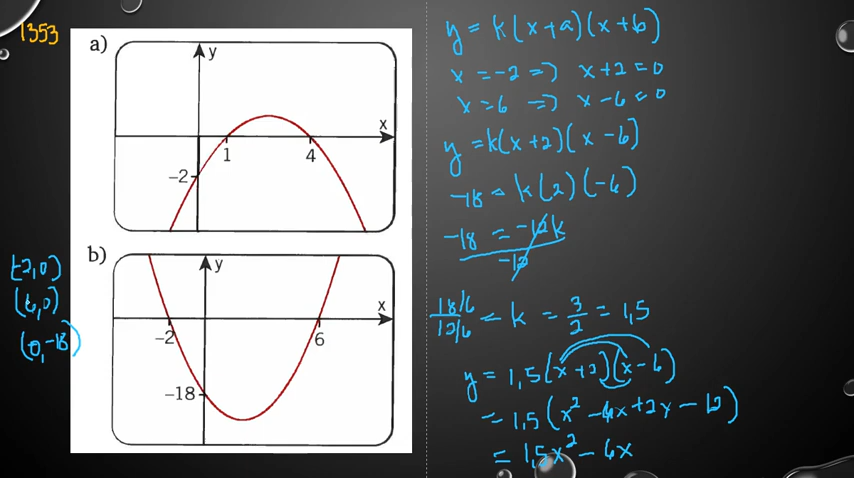 1353
a)
y
x
1
4
-2
b)
y
x
-2
6
-18
(-2,0)
(6,0)
(0,-18)
y = k(x+a)(x+b)
x = -2 => x+2=0
x = 6 => x-6=0
y = k(x+2)(x-6)
-18 = k(2)(-6)
-18 = -12k
-12
18/6
12/6
= k = 3/2 = 1,5
y = 1,5(x+2)(x-6)
= 1,5(x² - 6x + 2x - 12)
= 1,5x² - 6x